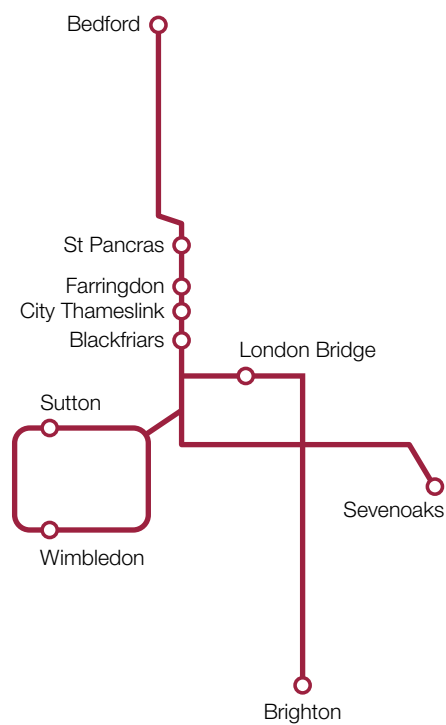 Bedford
St Pancras
Farringdon
City Thameslink
Blackfriars
London Bridge
Sutton
Sevenoaks
Wimbledon
Brighton